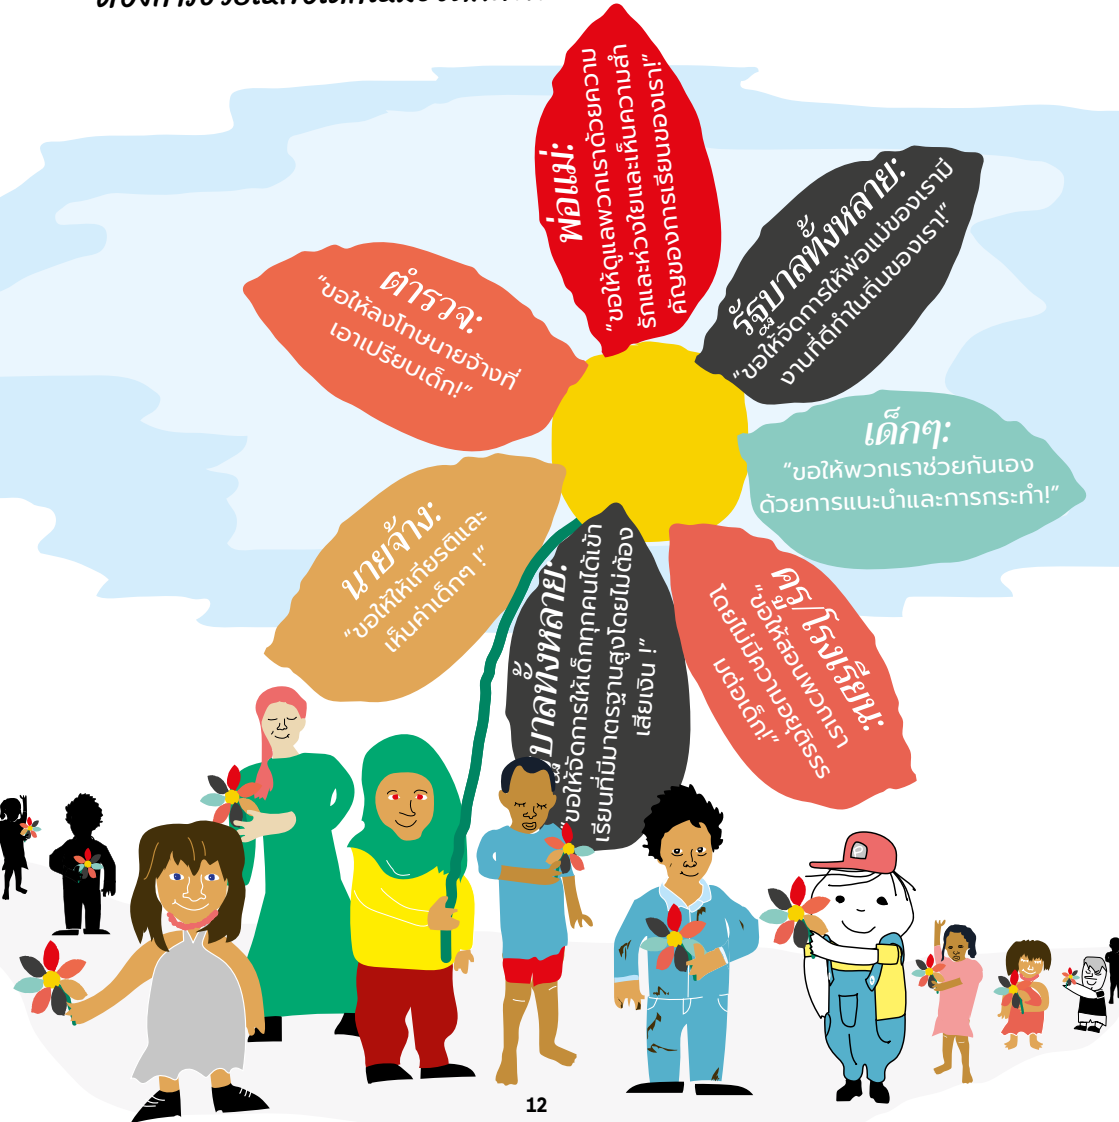 พ่อแม่:
"ขอให้ดูแลพวกเราด้วยความ
รักและห่วงใยและเห็นความสำ
คัญของการเรียนของเรา!"
รัฐบาลทั้งหลาย:
"ขอให้จัดการให้พ่อแม่ของเรามี
งานที่ดีทำในถิ่นของเรา!"
เด็กๆ:
"ขอให้พวกเราช่วยกันเอง
ด้วยการแนะนำและการกระทำ!"
ครู/โรงเรียน:
"ขอให้สอนพวกเรา
โดยไม่มีความอยุติธรร
มต่อเด็ก!"
บาลทั้งหลาย:
"ขอให้จัดการให้เด็กทุกคนได้เข้า
เรียนที่มีมาตรฐานสูงโดยไม่ต้อง
เสียเงิน !"
นายจ้าง:
"ขอให้ให้เกียรติและ
เห็นค่าเด็กๆ !"
ตำรวจ:
"ขอให้ลงโทษนายจ้างที่
เอาเปรียบเด็ก!"
12